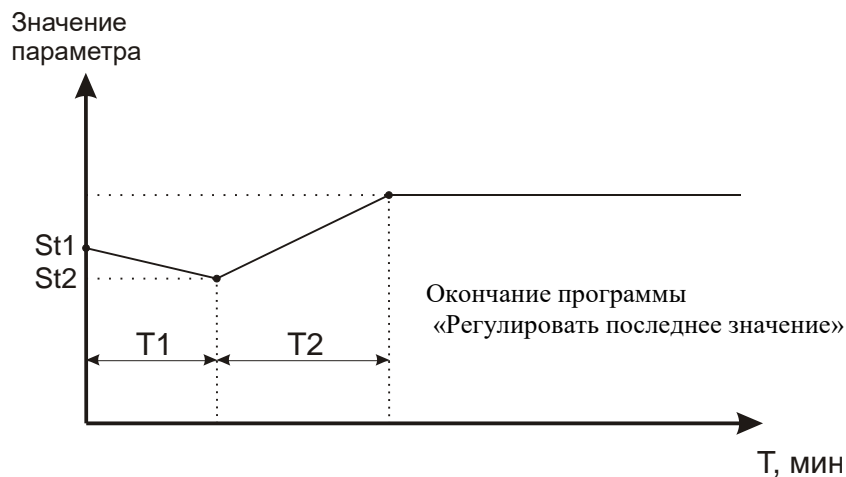 Значение
параметра
St1
St2
T1
T2
Окончание программы
«Регулировать последнее значение»
T, мин